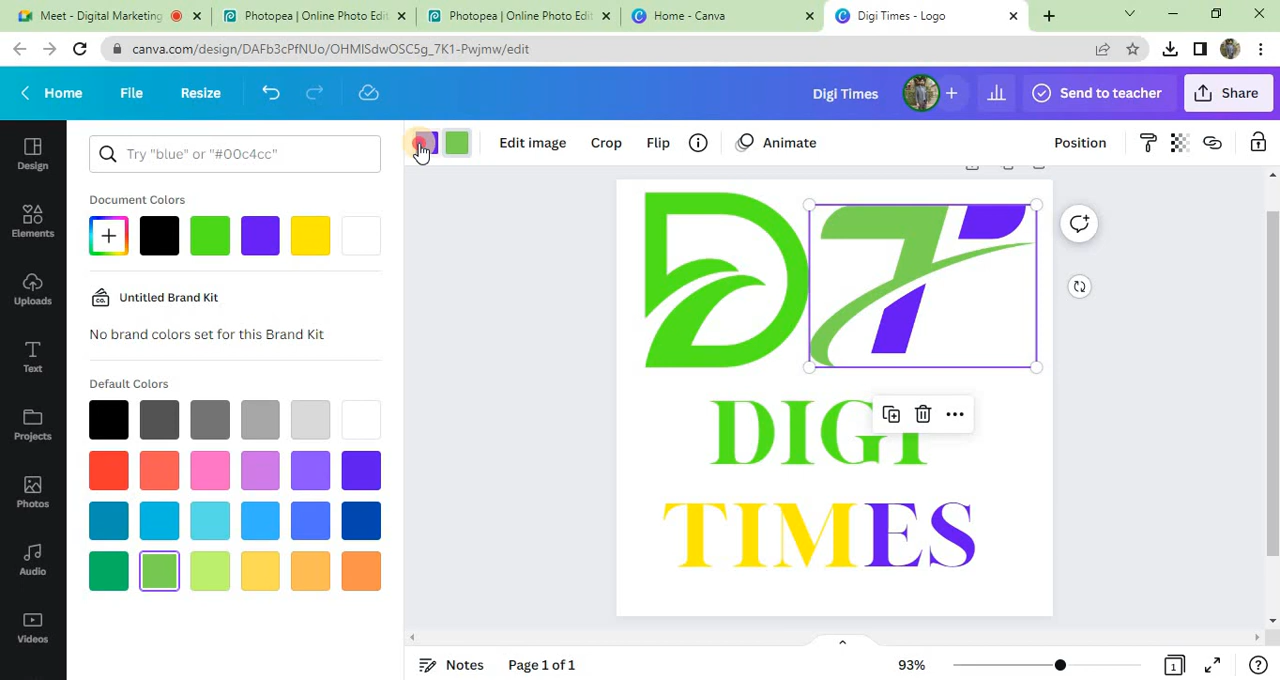 Meet - Digital Marketing
Photopea | Online Photo Edit
Photopea | Online Photo Edit
Home - Canva
Digi Times - Logo
canva.com/design/DAFb3cPfNUo/OHMlSdwOSC5g_7K1-Pwjmw/edit
Home
File
Resize
Digi Times
Send to teacher
Share
Design
Elements
Uploads
Text
Projects
Photos
Audio
Videos
Try "blue" or "#00c4cc"
Document Colors
Untitled Brand Kit
No brand colors set for this Brand Kit
Default Colors
Edit image
Crop
Flip
Animate
Position
DT
DIGI
TIMES
Notes
Page 1 of 1
93%
1